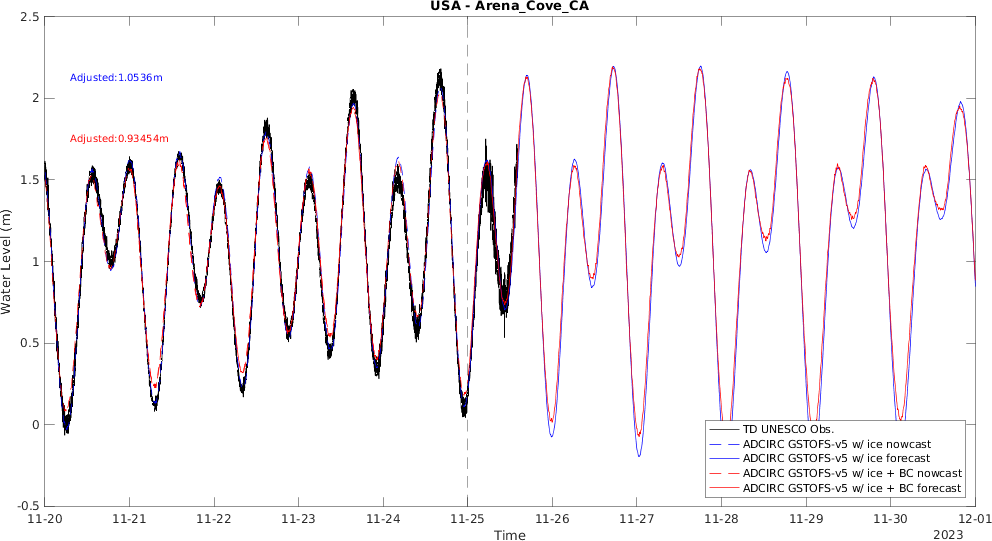 USA - Arena_Cove_CA
2.5
2
1.5
1
0.5
0
-0.5
Water Level (m)
Adjusted:1.0536m
Adjusted:0.93454m
TD UNESCO Obs.
ADCIRC GSTOFS-v5 w/ ice nowcast
ADCIRC GSTOFS-v5 w/ ice forecast
ADCIRC GSTOFS-v5 w/ ice + BC nowcast
ADCIRC GSTOFS-v5 w/ ice + BC forecast
11-20 11-21 11-22 11-23 11-24 11-25 11-26 11-27 11-28 11-29 11-30 12-01
Time
2023